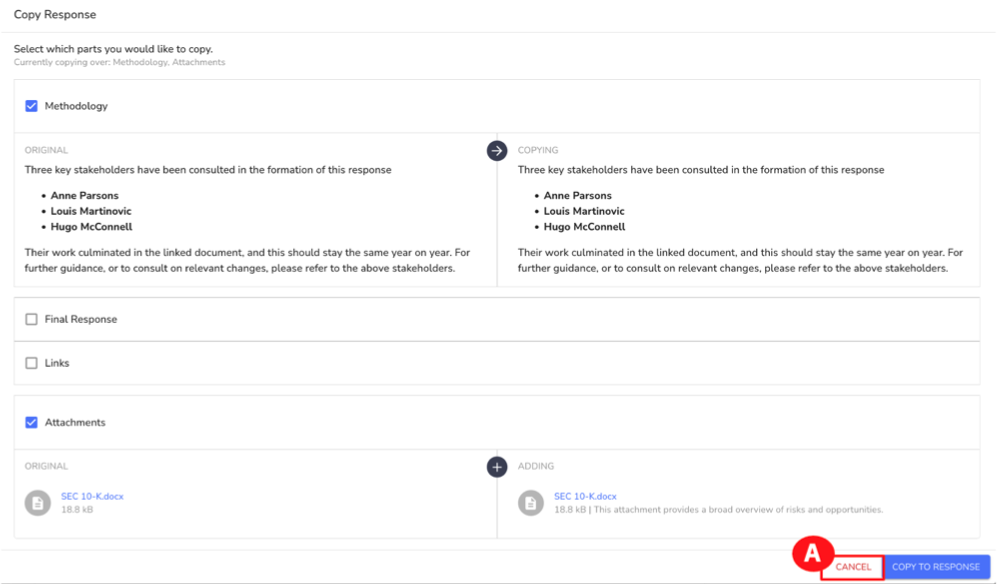 Copy Response
Select which parts you would like to copy.
Currently copying over: Methodology, Attachments
Methodology
ORIGINAL
Three key stakeholders have been consulted in the formation of this response
• Anne Parsons
• Louis Martinovic
• Hugo McConnell
Their work culminated in the linked document, and this should stay the same year on year. For
further guidance, or to consult on relevant changes, please refer to the above stakeholders.
COPYING
Three key stakeholders have been consulted in the formation of this response
• Anne Parsons
• Louis Martinovic
• Hugo McConnell
Their work culminated in the linked document, and this should stay the same year on year. For
further guidance, or to consult on relevant changes, please refer to the above stakeholders.
Final Response
Links
Attachments
ORIGINAL
SEC 10-K.docx
18.8 kB
ADDING
SEC 10-K.docx
18.8 kB | This attachment provides a broad overview of risks and opportunities.
A
CANCEL
COPY TO RESPONSE